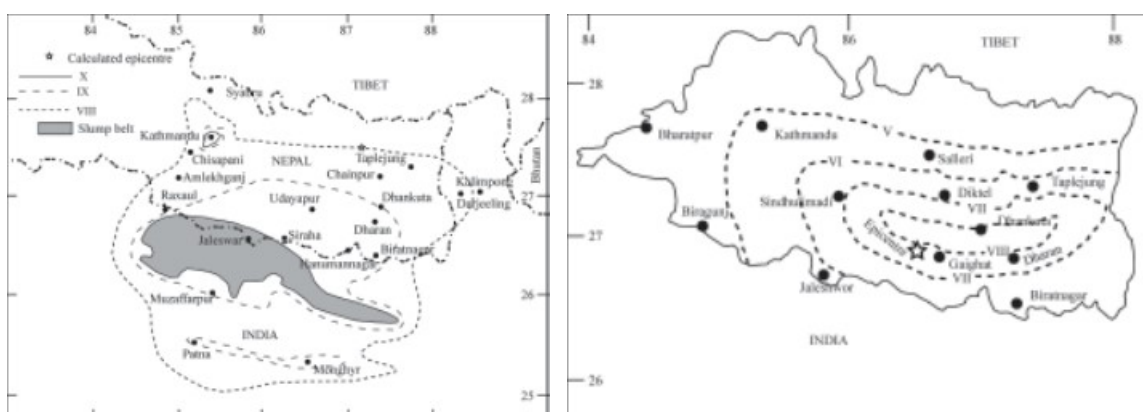 84 85 86 87 88
Calculated epicentre
X
IX
VIII
Slump belt
TIBET
Syabru
28
Kathmandu
Chisapani
NEPAL
Taplejung
Amlekhganj
Chainpur
Khlimpong
Bhutan
Raxaul
Udayapur
Dhankuta
Darjeeling
27
Dharan
Jaleswar
Siraha
Biratnagar
Hanumannagar
26
Muzaffarpur
INDIA
Patna
Monghyr
25
84 86 88
TIBET
28
Bharatpur
Kathmandu
V
Salleri
VI
Taplejung
Sindhulimadi
Diktel
VII
Biraganj
Dhankuta
27
Epicentre
VIII
Gaighat
Dharan
VII
Jaleshwor
Biratnagar
INDIA
26